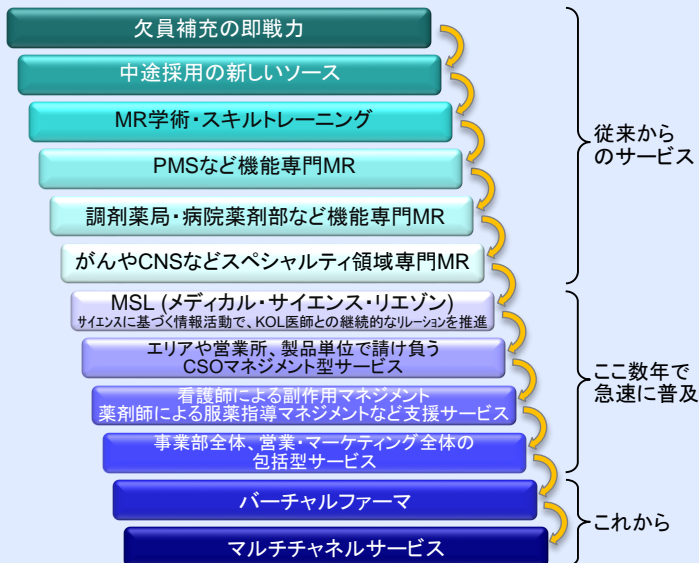 欠員補充の即戦力
中途採用の新しいソース
MR学術・スキルトレーニング
PMSなど機能専門MR
調剤薬局・病院薬剤部など機能専門MR
がんやCNSなどスペシャルティ領域専門MR
従来から
のサービス
MSL (メディカル・サイエンス・リエゾン)
サイエンスに基づく情報活動で、KOL医師との継続的なリレーションを推進
エリアや営業所、製品単位で請け負う
CSOマネジメント型サービス
看護師による副作用マネジメント
薬剤師による服薬指導マネジメントなど支援サービス
事業部全体、営業・マーケティング全体の
包括型サービス
ここ数年で
急速に普及
バーチャルファーマ
マルチチャネルサービス
これから